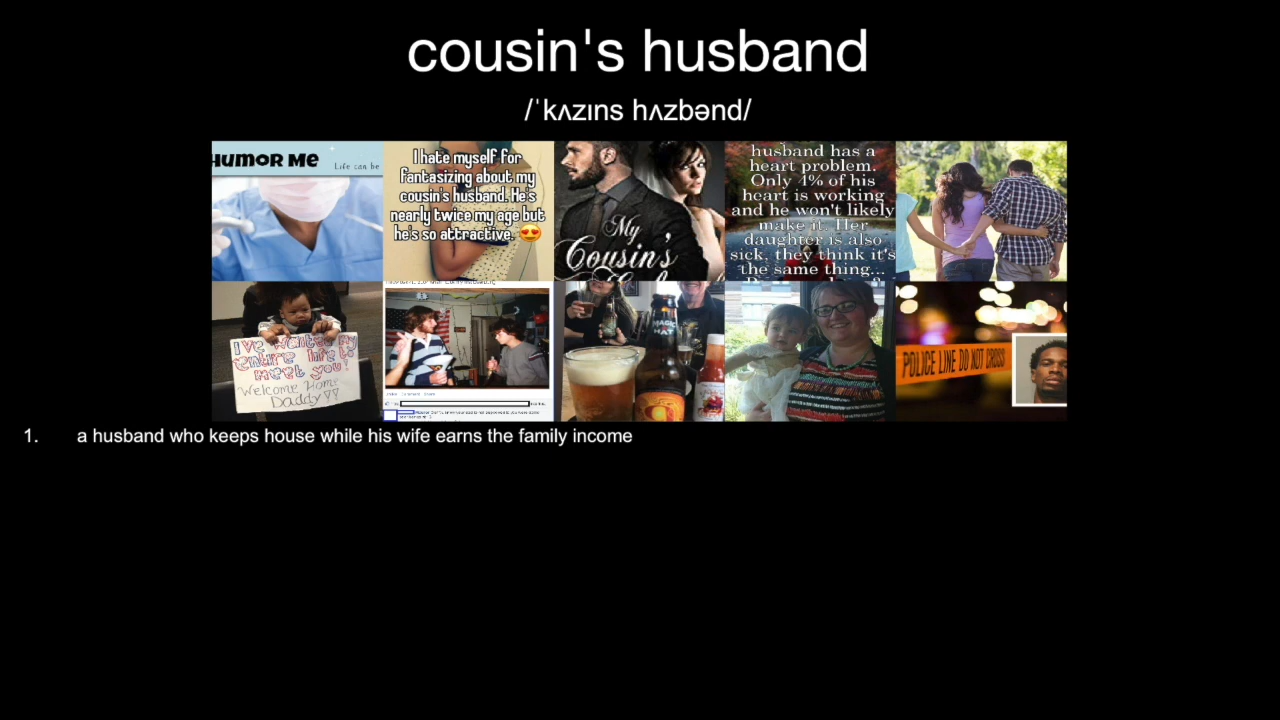 cousin's husband
/ˈkʌzɪns hʌzbənd/
HUMOR ME
Life can be
I hate myself for
fantasizing about my
cousin's husband. He's
nearly twice my age but
he's so attractive. 😍
My
Cousin's
husband has a
heart problem.
Only 4% of his
heart is working
and he won't likely
make it. Her
daughter is also
sick, they think it's
the same thing...
I've waited my
entire life to
meet you!
Welcome Home
Daddy ♡♡
MAGIC
HAT
POLICE LINE DO NOT CROSS
1. a husband who keeps house while his wife earns the family income